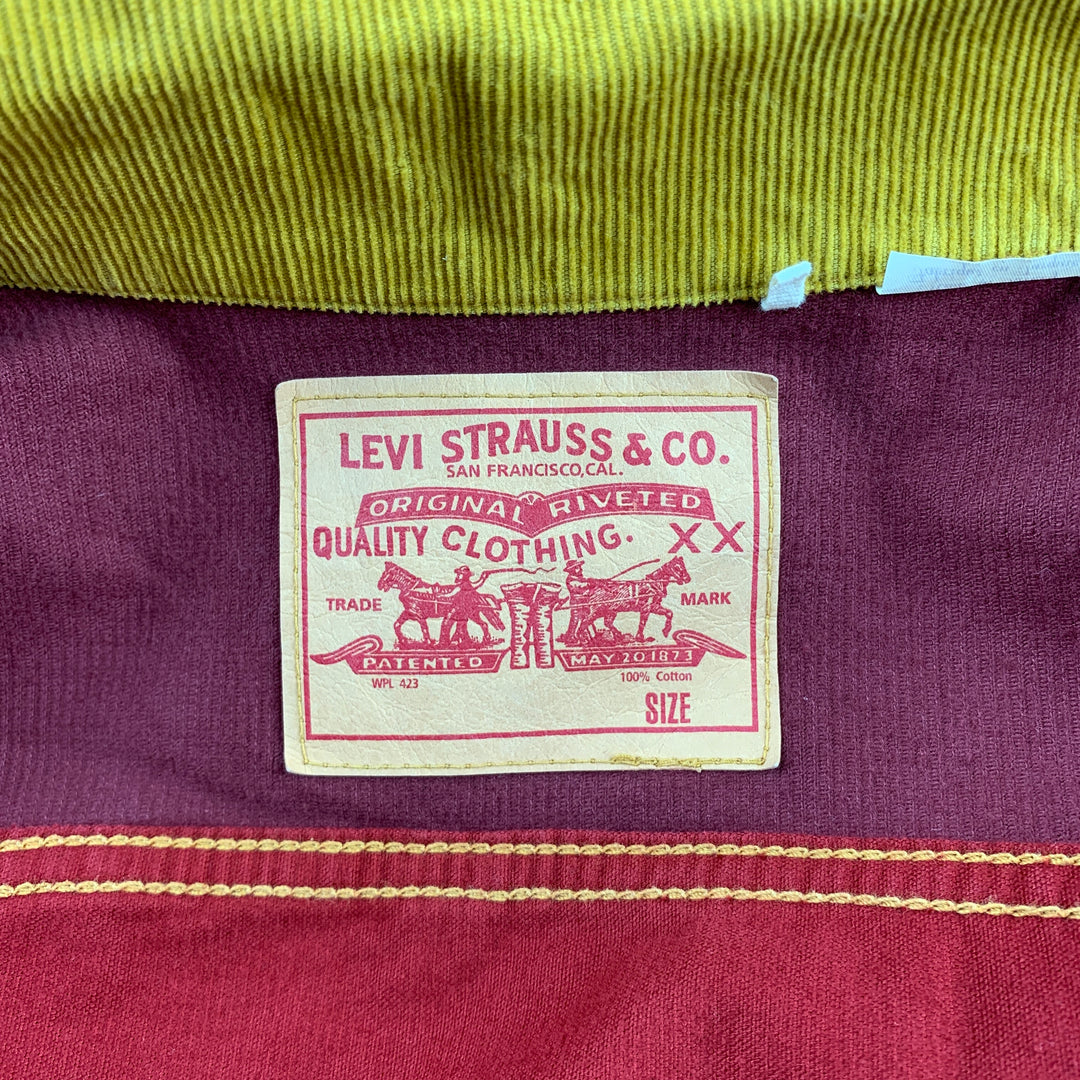 LEVI STRAUSS & CO.
SAN FRANCISCO, CAL.
ORIGINAL RIVETED
QUALITY CLOTHING. XX
TRADE MARK
PATENTED MAY 20 1873
WPL 423 100% Cotton
SIZE